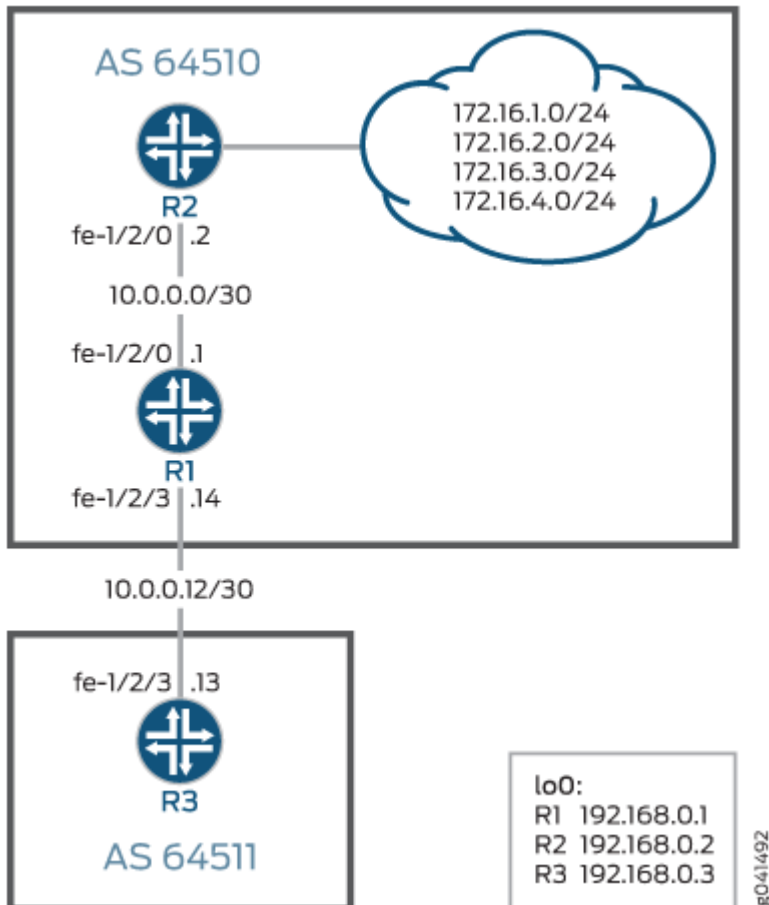 AS 64510
172.16.1.0/24
172.16.2.0/24
172.16.3.0/24
172.16.4.0/24
R2
fe-1/2/0 .2
10.0.0.0/30
fe-1/2/0 .1
R1
fe-1/2/3 .14
10.0.0.12/30
fe-1/2/3 .13
R3
AS 64511
lo0:
R1 192.168.0.1
R2 192.168.0.2
R3 192.168.0.3
g041492